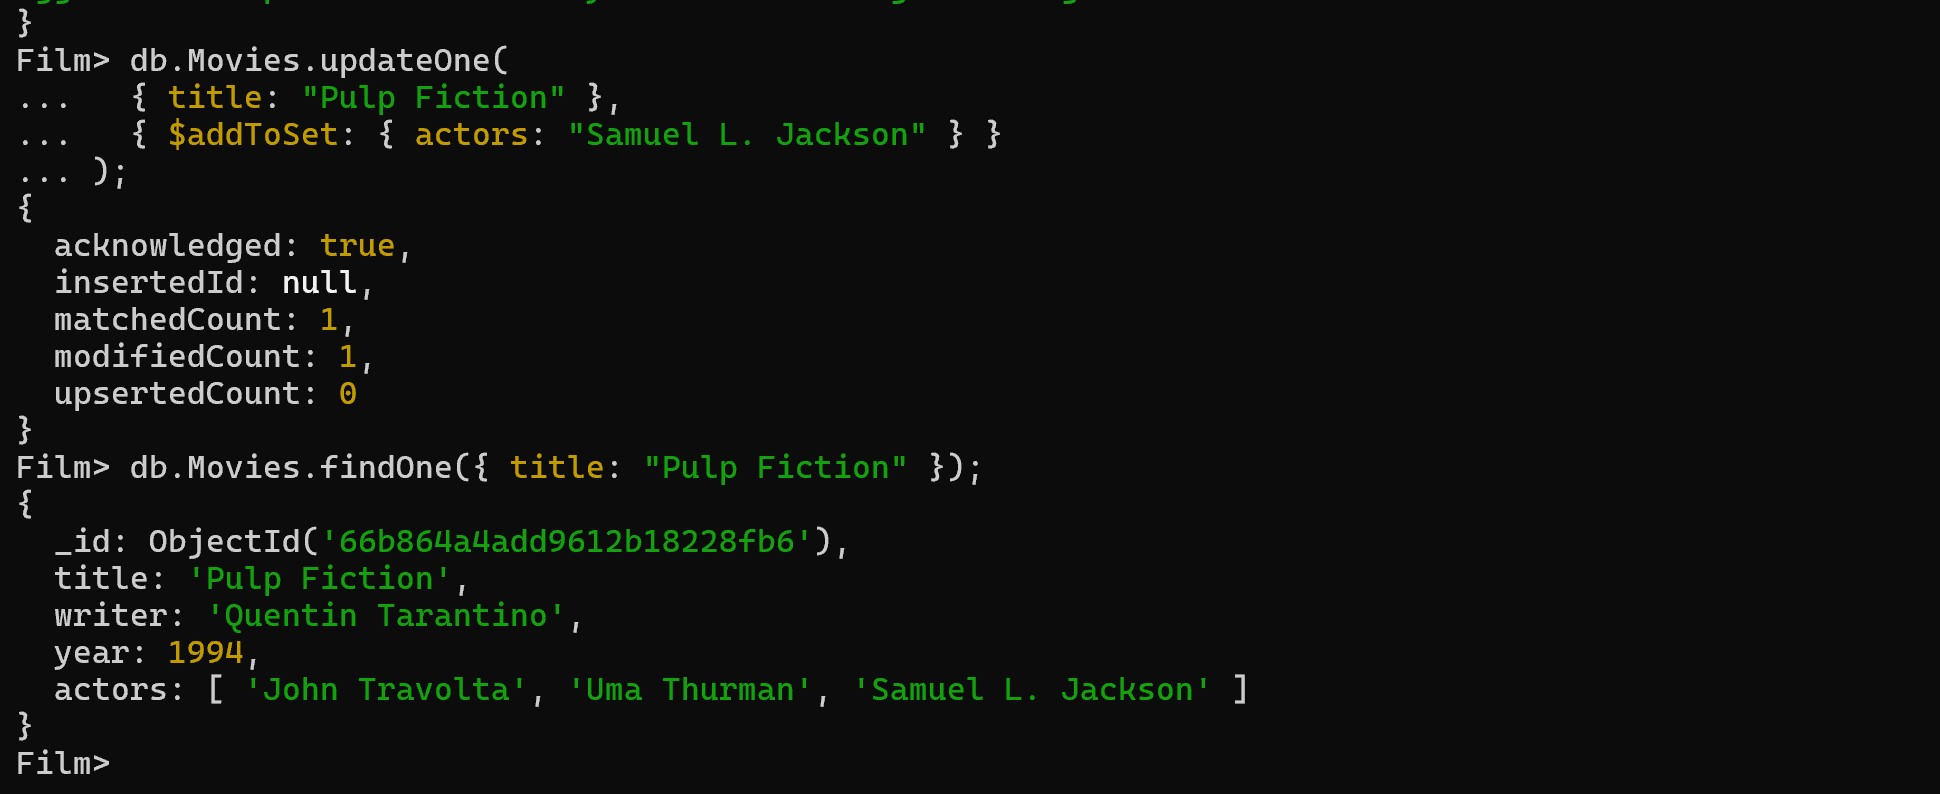 }
Film> db.Movies.updateOne(
...   { title: "Pulp Fiction" },
...   { $addToSet: { actors: "Samuel L. Jackson" } }
... );
{
  acknowledged: true,
  insertedId: null,
  matchedCount: 1,
  modifiedCount: 1,
  upsertedCount: 0
}
Film> db.Movies.findOne({ title: "Pulp Fiction" });
{
  _id: ObjectId('66b864a4add9612b18228fb6'),
  title: 'Pulp Fiction',
  writer: 'Quentin Tarantino',
  year: 1994,
  actors: [ 'John Travolta', 'Uma Thurman', 'Samuel L. Jackson' ]
}
Film>